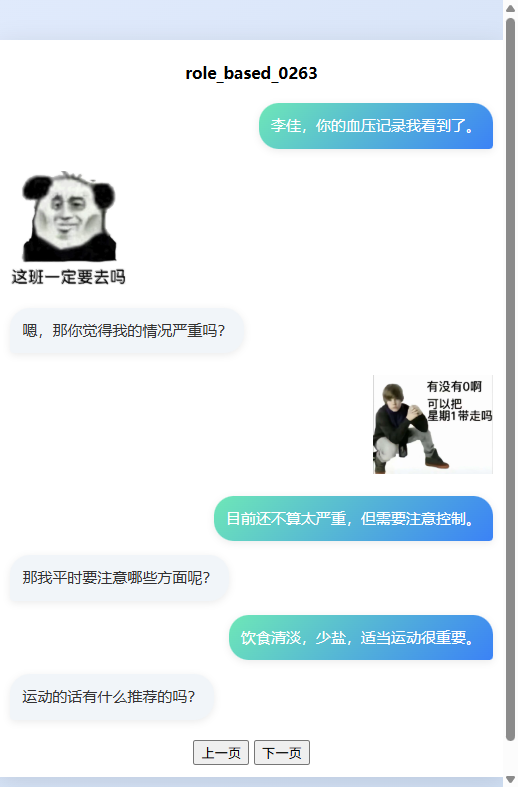 role_based_0263
李佳，你的血压记录我看到了。
这班一定要去吗
嗯，那你觉得我的情况严重吗？
有没有0啊
可以把
星期1带走吗
目前还不算太严重，但需要注意控制。
那我平时要注意哪些方面呢？
饮食清淡，少盐，适当运动很重要。
运动的话有什么推荐的吗？
上一页 下一页